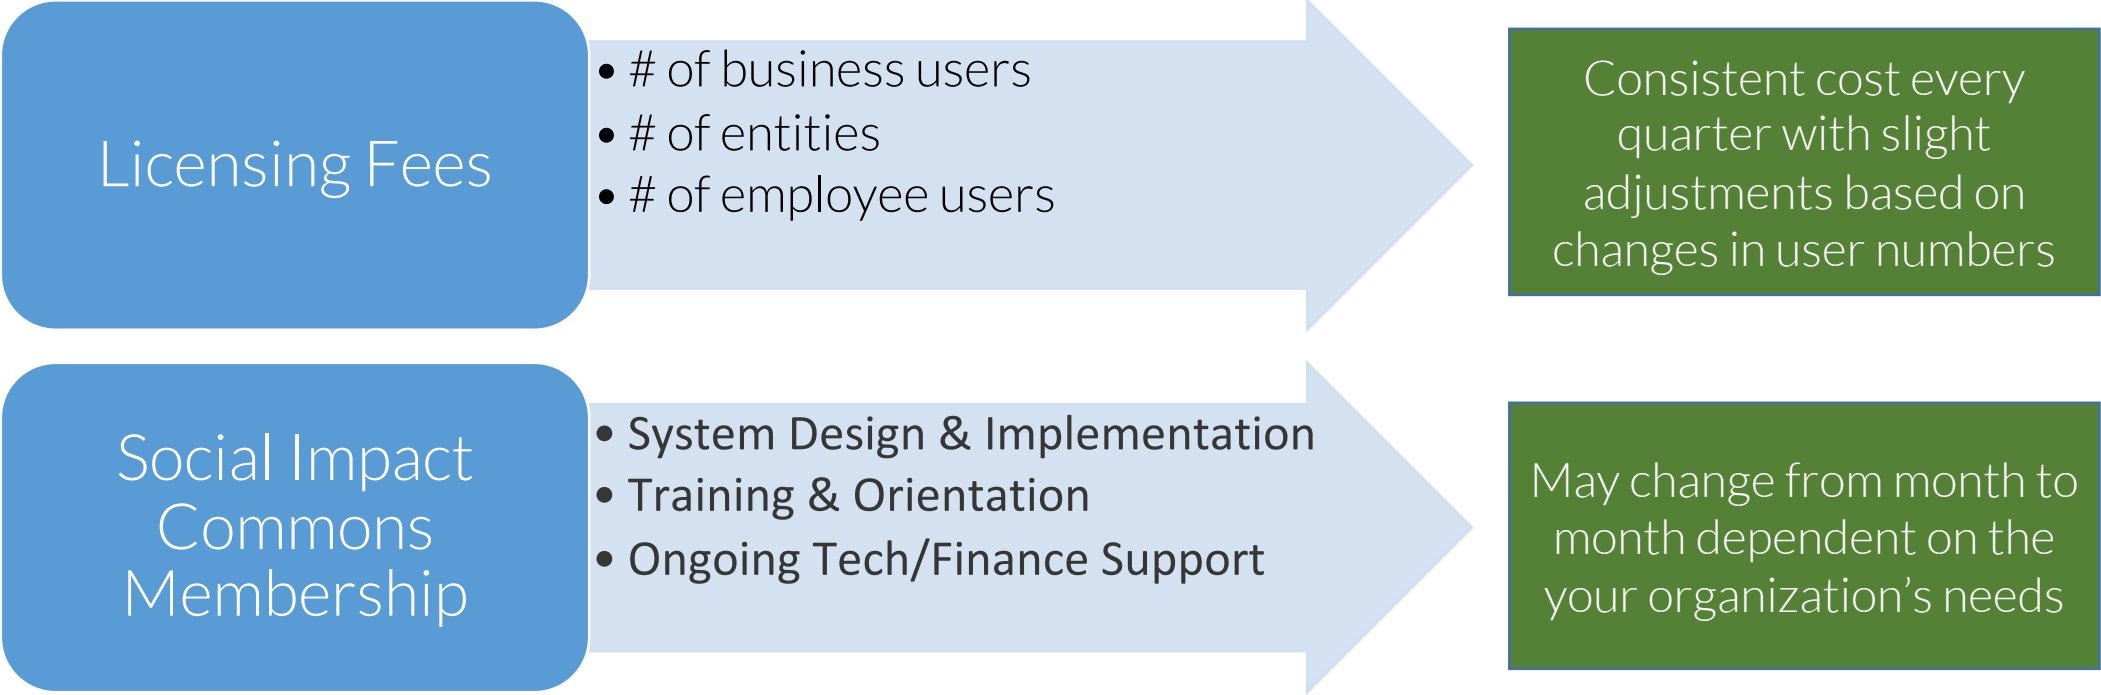 Licensing Fees
• # of business users
• # of entities
• # of employee users
Consistent cost every
quarter with slight
adjustments based on
changes in user numbers
Social Impact
Commons
Membership
• System Design & Implementation
• Training & Orientation
• Ongoing Tech/Finance Support
May change from month to
month dependent on the
your organization’s needs